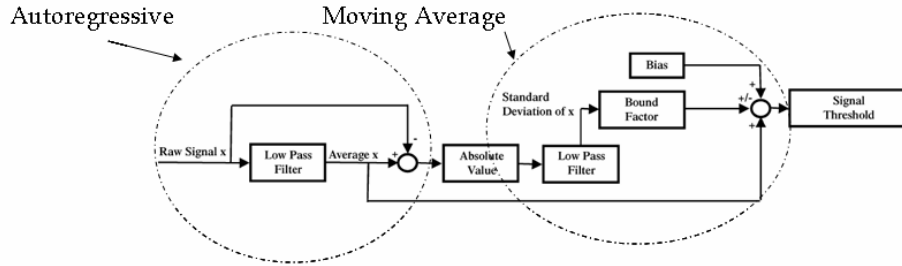 Autoregressive
Moving Average
Bias
+
Standard
Deviation of x
Bound
Factor
+/-
Signal
Threshold
+
-
Raw Signal x
Low Pass
Filter
Average x
+
Absolute
Value
Low Pass
Filter